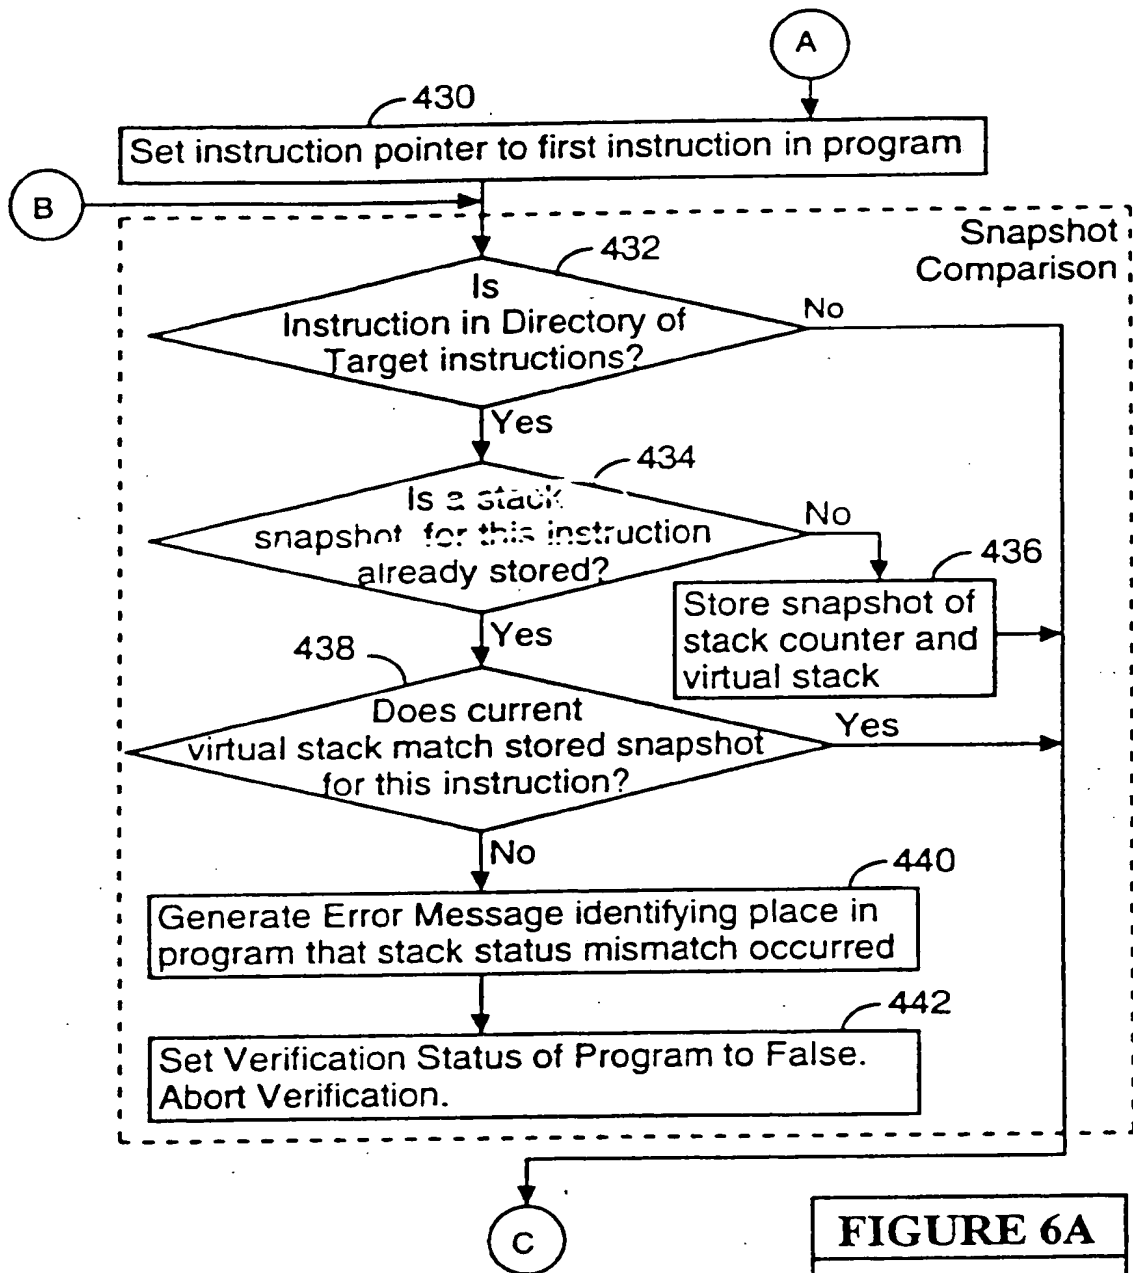 A
430
Set instruction pointer to first instruction in program
B
Snapshot
Comparison
432
Is
Instruction in Directory of
Target instructions?
No
Yes
434
Is a stack
snapshot for this instruction
already stored?
No
436
Store snapshot of
stack counter and
virtual stack
Yes
438
Does current
virtual stack match stored snapshot
for this instruction?
Yes
No
440
Generate Error Message identifying place in
program that stack status mismatch occurred
442
Set Verification Status of Program to False.
Abort Verification.
C
FIGURE 6A